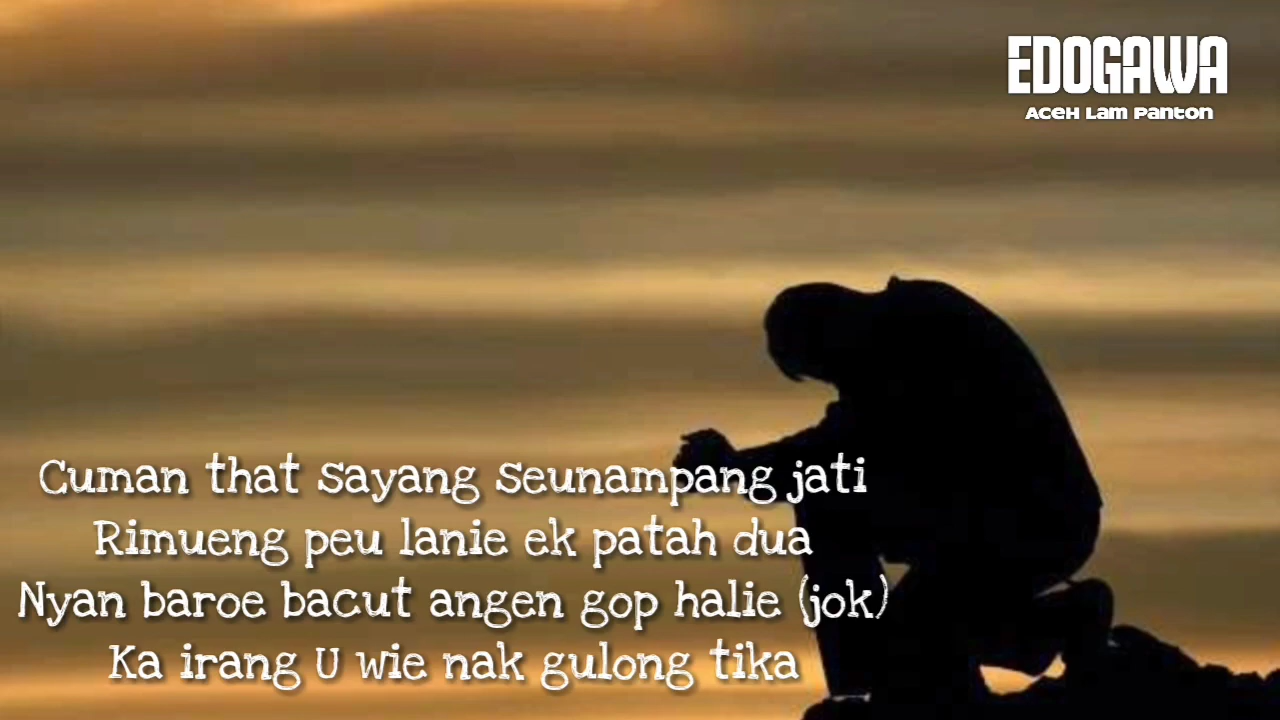 EDOGAWA
Aceh Lam Panton
Cuman that sayang seunampang jati
Rimueng peu lanie ek patah dua
Nyan baroe bacut angen gop halie (jok)
Ka irang U wie nak gulong tika